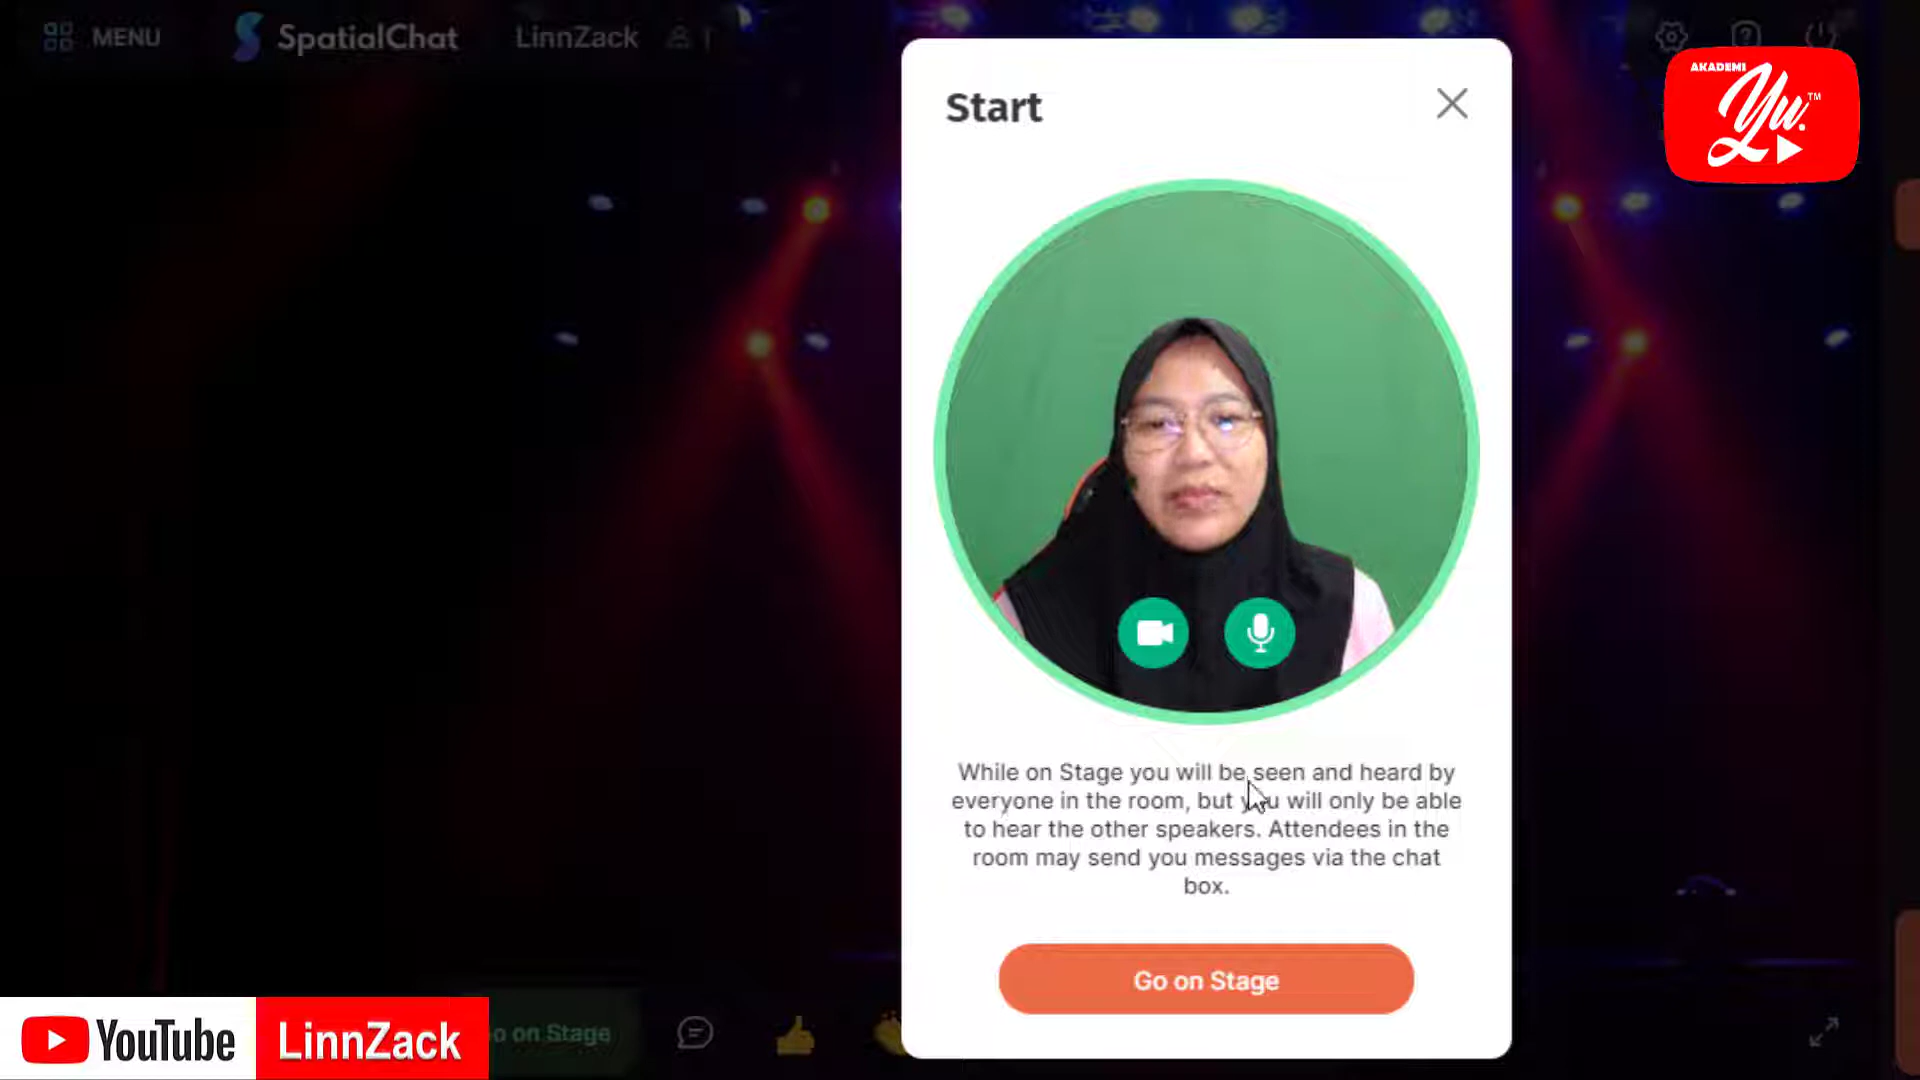 MENU
SpatialChat
LinnZack
Start
AKADEMI
Yu.
TM
While on Stage you will be seen and heard by
everyone in the room, but you will only be able
to hear the other speakers. Attendees in the
room may send you messages via the chat
box.
Go on Stage
YouTube
LinnZack
o on Stage